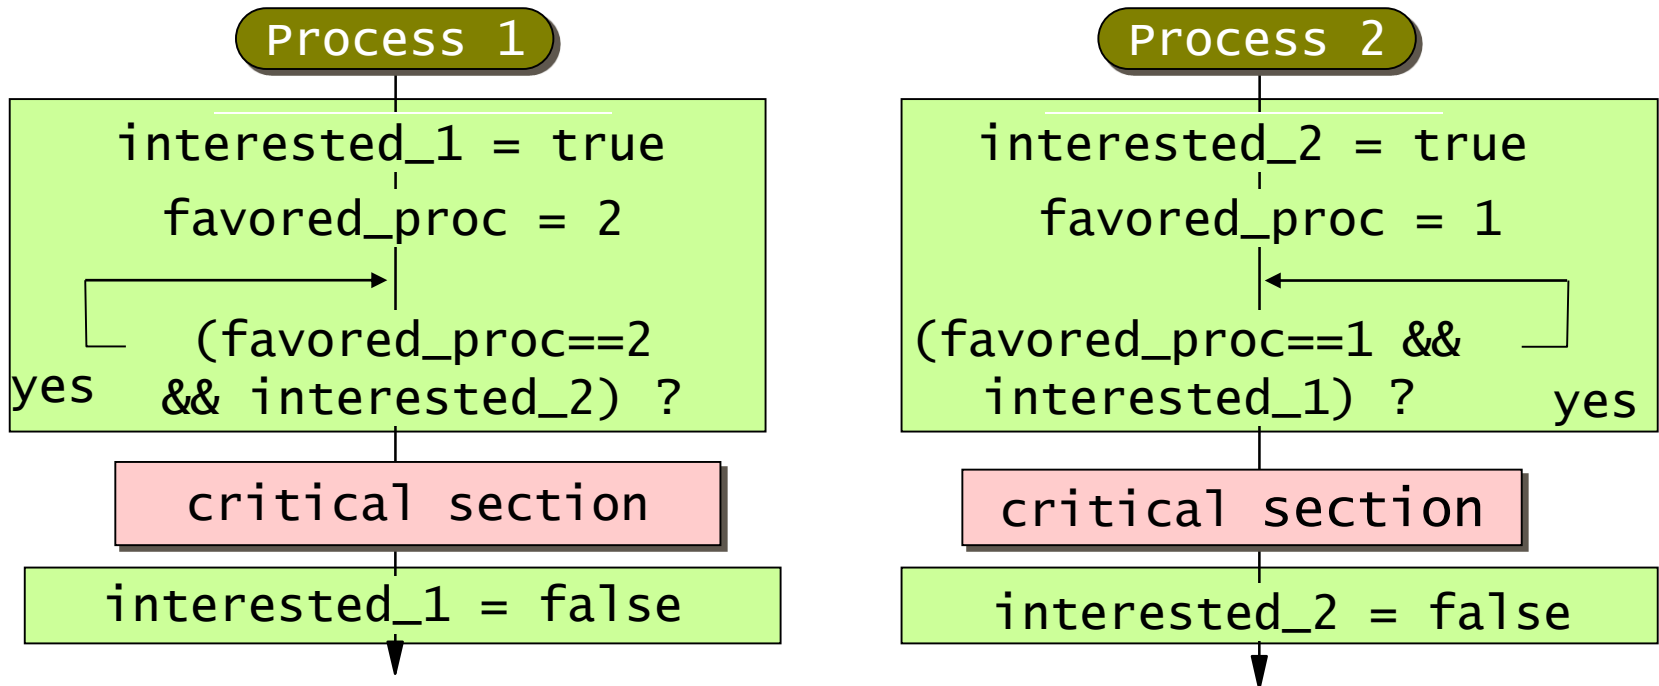 Process 1
interested_1 = true
favored_proc = 2
(favored_proc==2
&& interested_2) ?
yes
critical section
interested_1 = false
Process 2
interested_2 = true
favored_proc = 1
(favored_proc==1 &&
interested_1) ?
yes
critical section
interested_2 = false